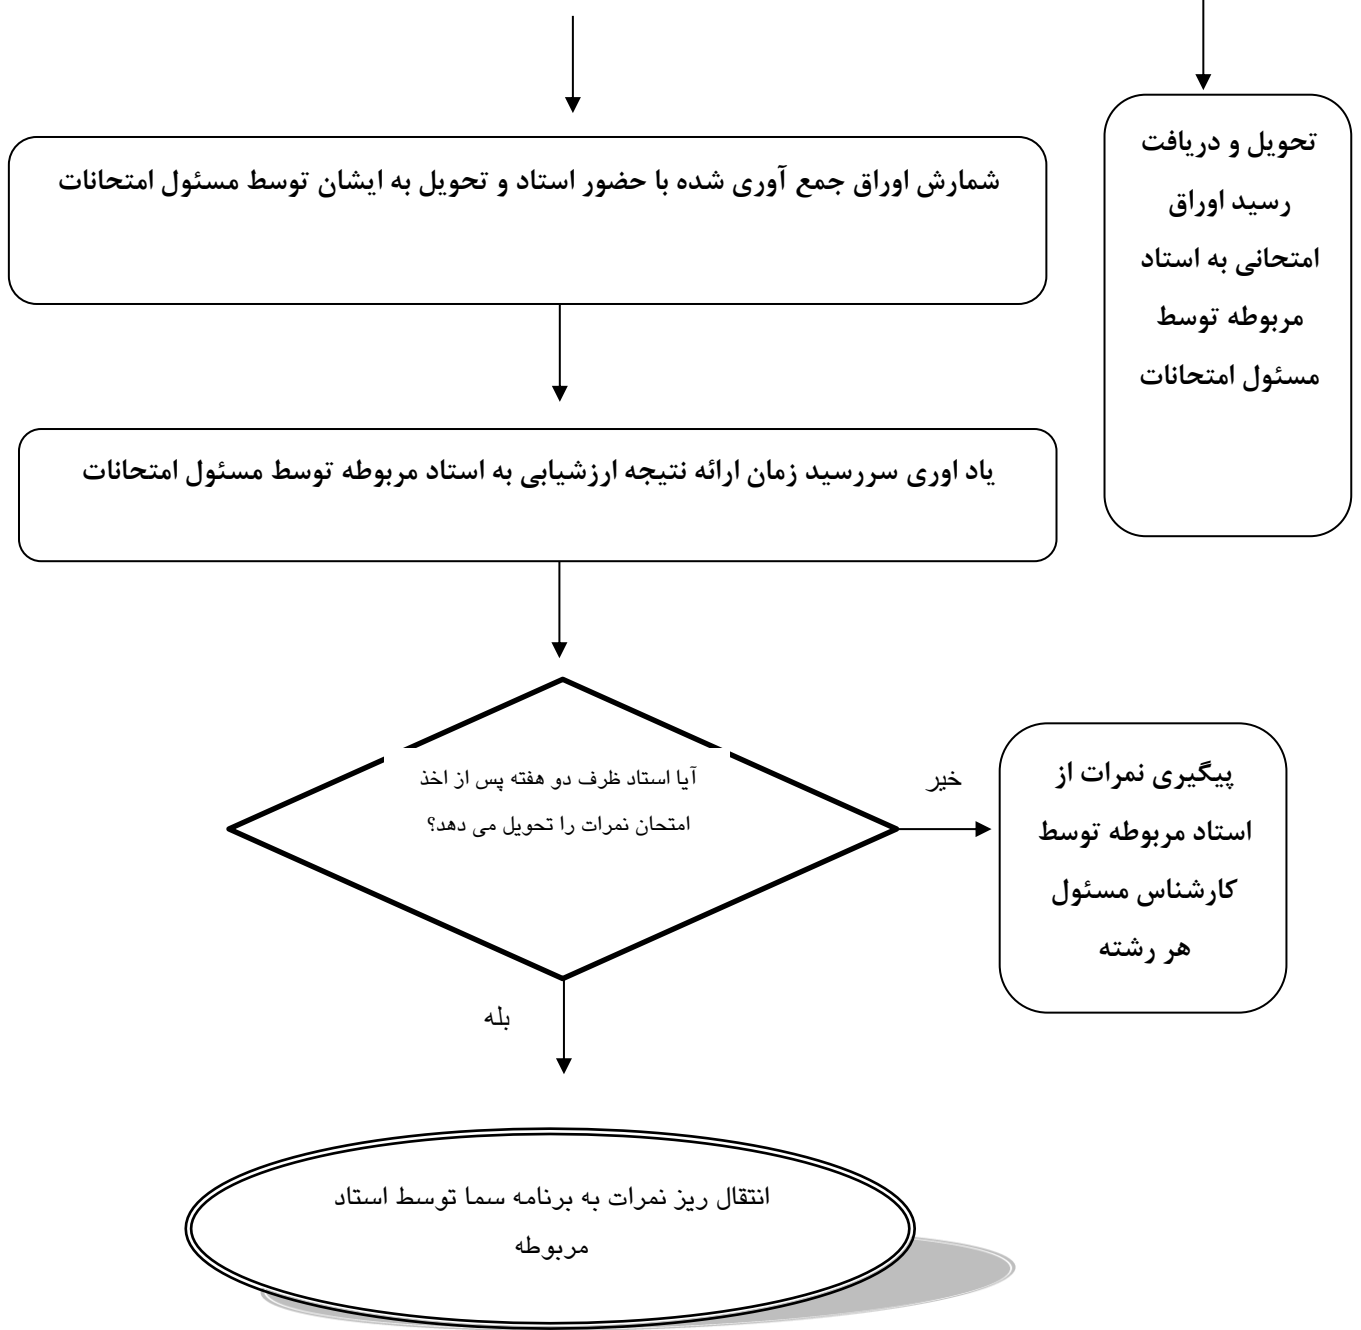 تحویل و دریافت
رسید اوراق
امتحانی به استاد
مربوطه توسط
مسئول امتحانات
شمارش اوراق جمع آوری شده با حضور استاد و تحویل به ایشان توسط مسئول امتحانات
یاد اوری سررسید زمان ارائه نتیجه ارزشیابی به استاد مربوطه توسط مسئول امتحانات
آیا استاد ظرف دو هفته پس از اخذ
امتحان نمرات را تحویل می دهد؟
خیر
پیگیری نمرات از
استاد مربوطه توسط
کارشناس مسئول
هر رشته
بله
انتقال ریز نمرات به برنامه سما توسط استاد
مربوطه